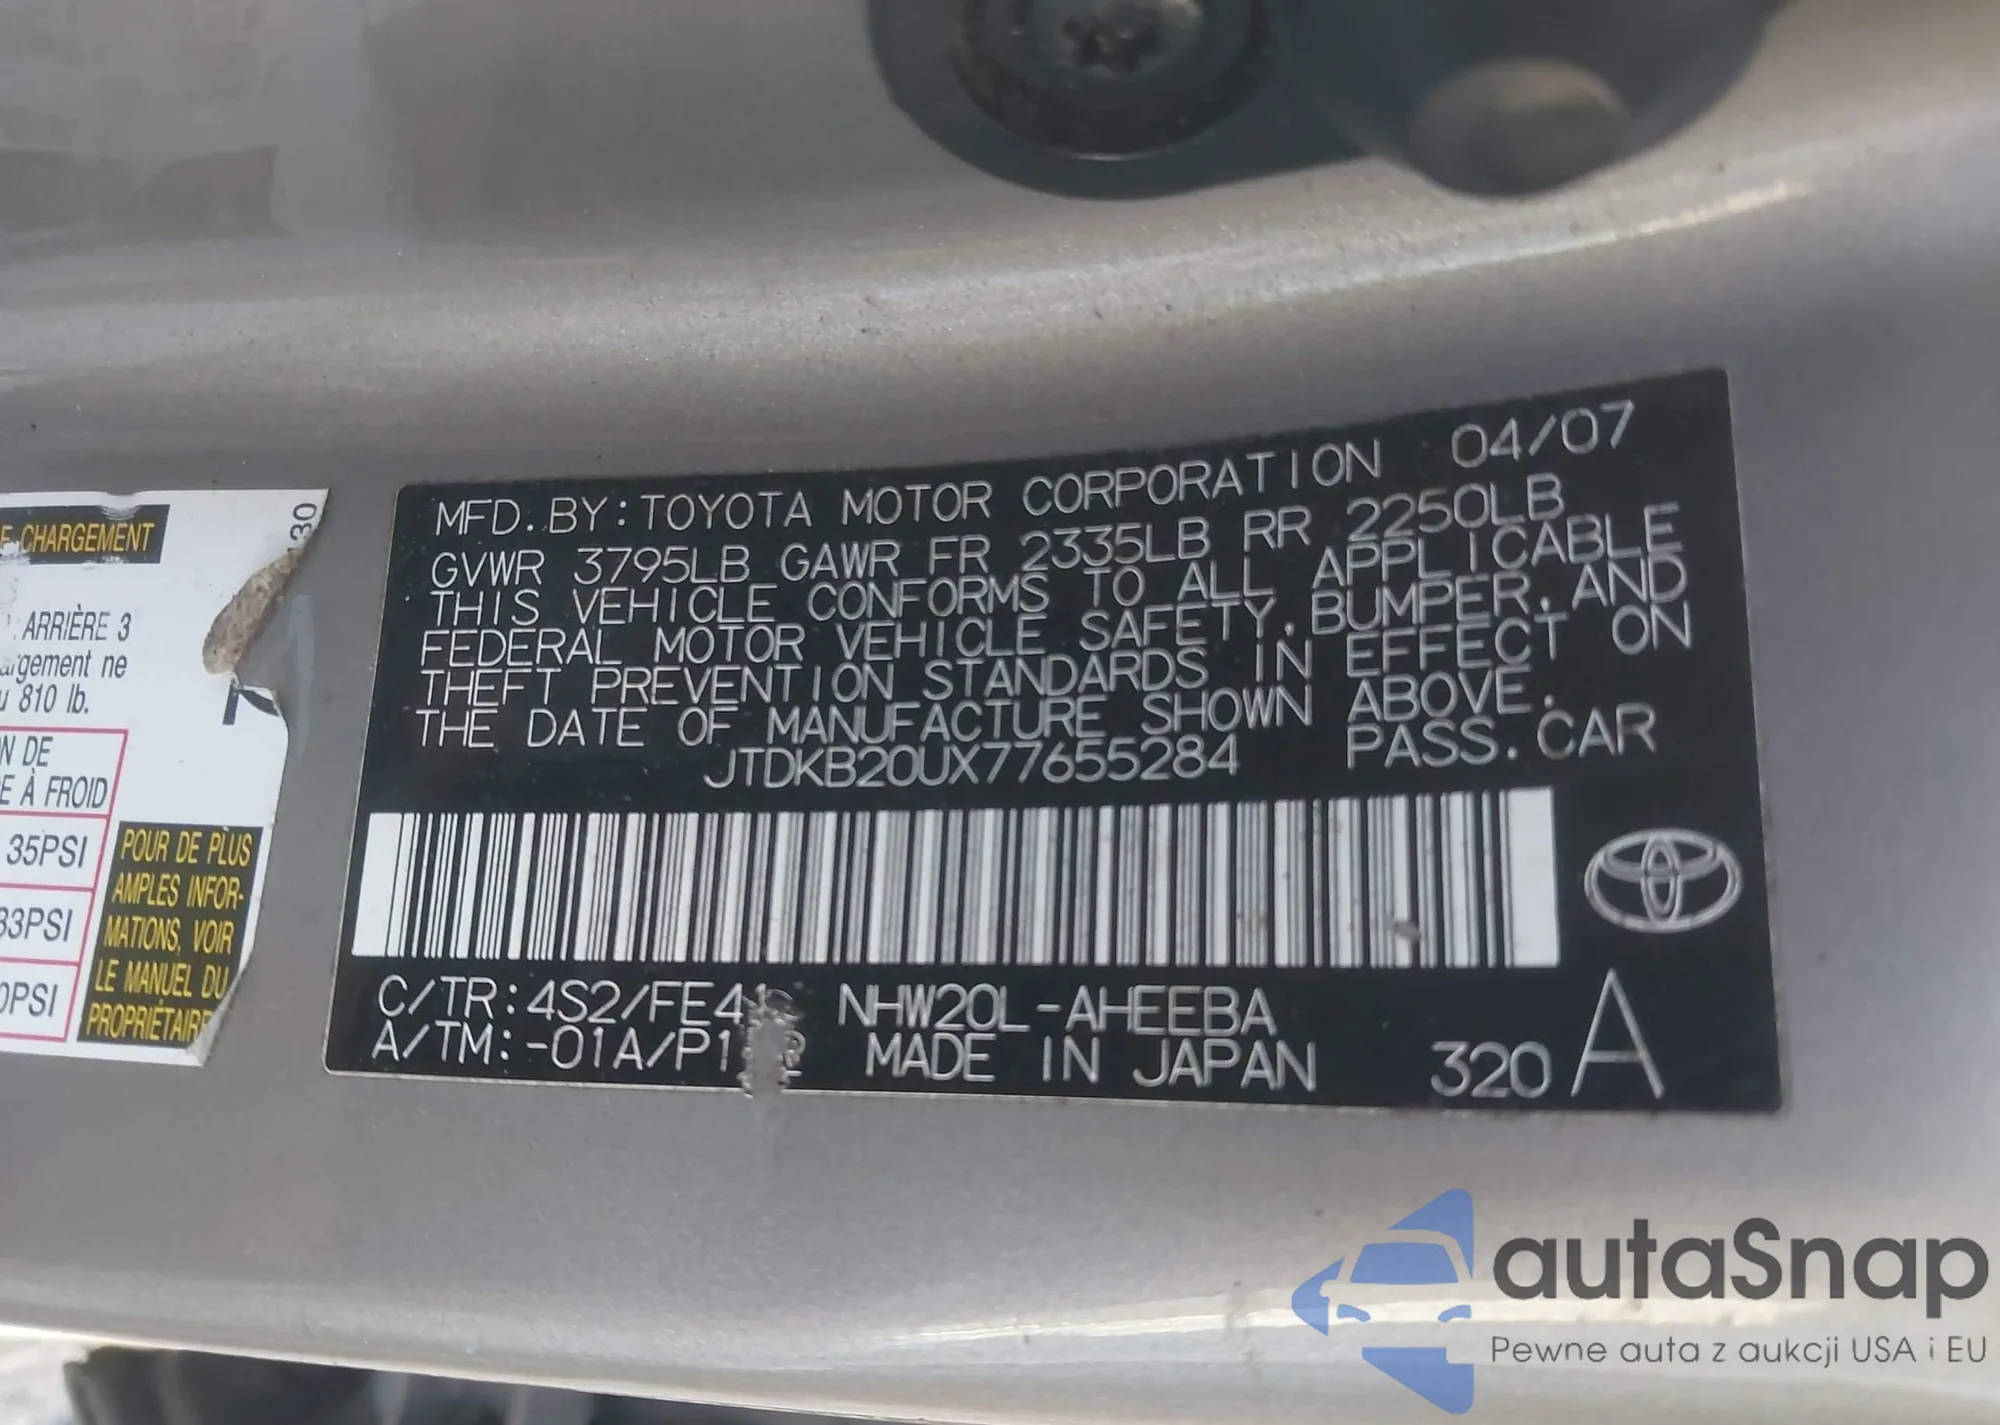 CHARGEMENT
ARRIÈRE 3
ne
810 lb.
DE
À FROID
35PSI
33PSI
0PSI
POUR DE PLUS
AMPLES INFOR-
MATIONS, VOIR
LE MANUEL DU
PROPRIÉTAIRE
MFD. BY: TOYOTA MOTOR CORPORATION 04/07
GVWR 3795LB GAWR FR 2335LB RR 2250LB
THIS VEHICLE CONFORMS TO ALL APPLICABLE
FEDERAL MOTOR VEHICLE SAFETY, BUMPER, AND
THEFT PREVENTION STANDARDS IN EFFECT ON
THE DATE OF MANUFACTURE SHOWN ABOVE.
JTDKB20UX77655284 PASS. CAR
C/TR: 4S2/FE41 NHW20L-AHEEBA
A/TM: -01A/P1 MADE IN JAPAN 320 A
autaSnap
Pewne auta z aukcji USA i EU